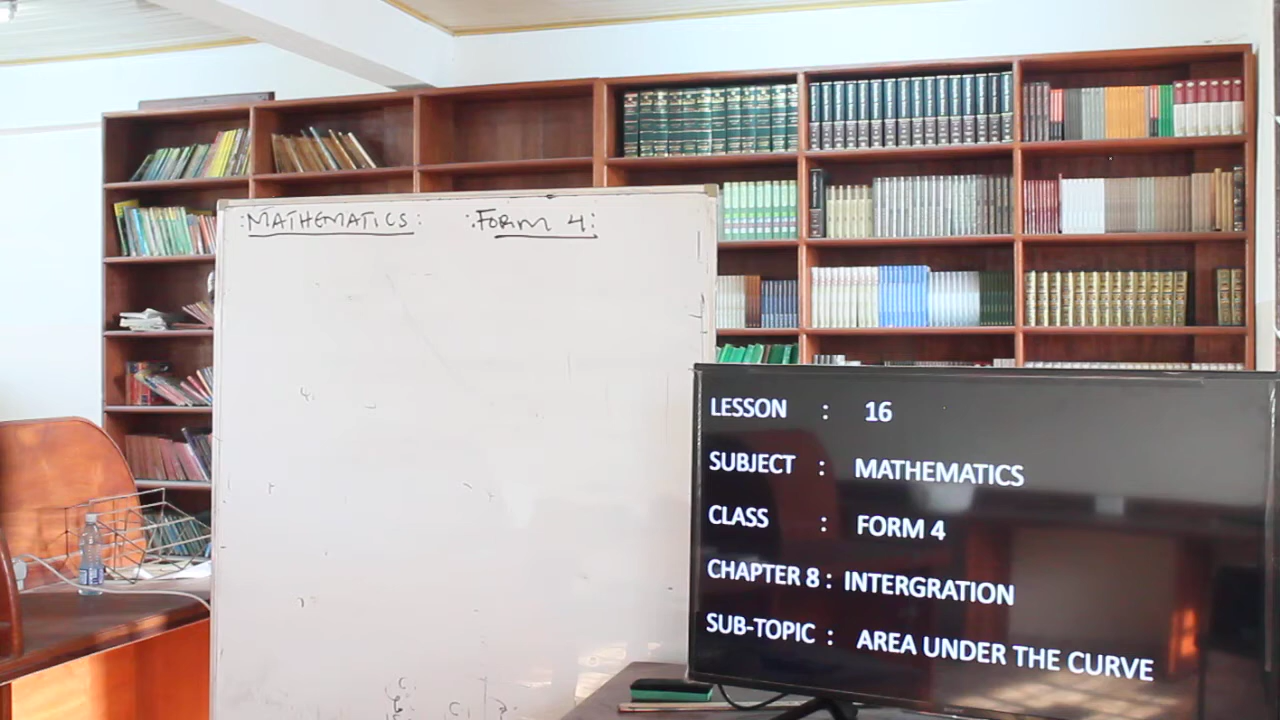 :MATHEMATICS: :FORM 4:
LESSON : 16
SUBJECT : MATHEMATICS
CLASS : FORM 4
CHAPTER 8 : INTERGRATION
SUB-TOPIC : AREA UNDER THE CURVE